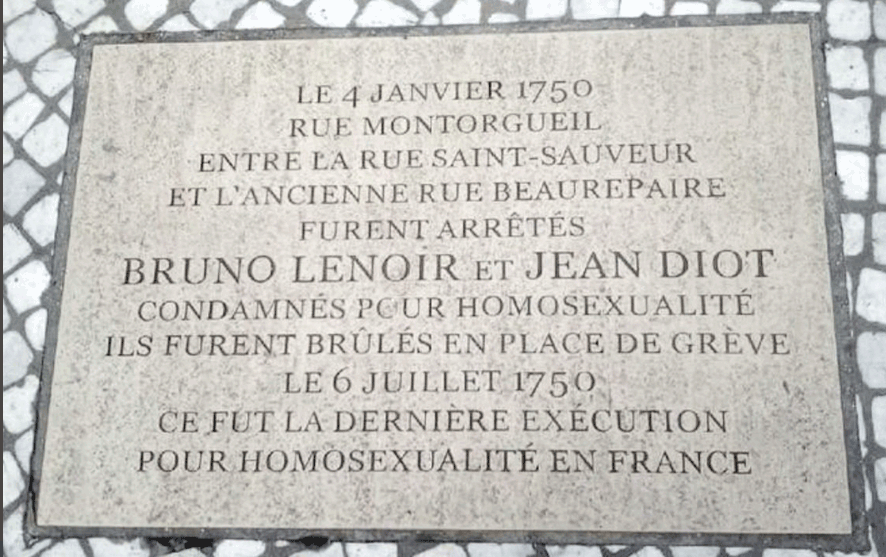 LE 4 JANVIER 1750
RUE MONTORGUEIL
ENTRE LA RUE SAINT-SAUVEUR
ET L'ANCIENNE RUE BEAUREPAIRE
FURENT ARRÊTÉS
BRUNO LENOIR ET JEAN DIOT
CONDAMNÉS POUR HOMOSEXUALITÉ
ILS FURENT BRÛLÉS EN PLACE DE GRÈVE
LE 6 JUILLET 1750
CE FUT LA DERNIÈRE EXÉCUTION
POUR HOMOSEXUALITÉ EN FRANCE